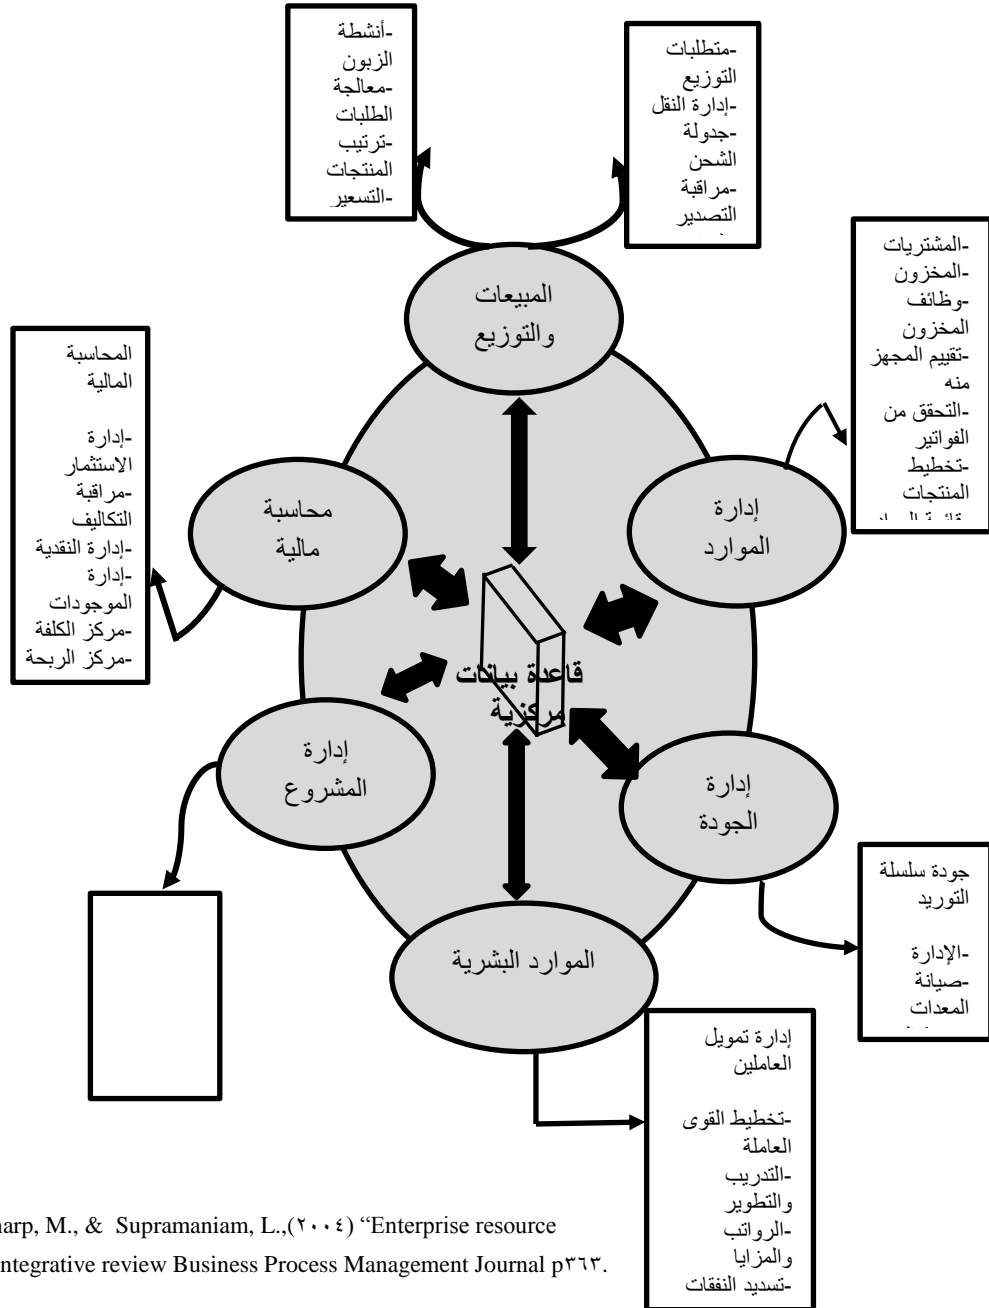 -أنشطة
الزبون
-معالجة
الطلبات
-ترتيب
المنتجات
-التسعير
-متطلبات
التوزيع
-إدارة النقل
-جدولة
الشحن
-مراقبة
التصدير
المبيعات
والتوزيع
-المشتريات
-المخزون
-وظائف
المخزون
-تقييم المجهز
منه
-التحقق من
الفواتير
-تخطيط
المنتجات
المحاسبة
المالية
-إدارة
الاستثمار
-مراقبة
التكاليف
-إدارة النقدية
-إدارة
الموجودات
-مركز الكلفة
-مركز الربحة
محاسبة
مالية
إدارة
الموارد
قاعدة بيانات
مركزية
إدارة
المشروع
إدارة
الجودة
الموارد البشرية
جودة سلسلة
التوريد
-الإدارة
-صيانة
المعدات
إدارة تمويل
العاملين
-تخطيط القوى
العاملة
-التدريب
والتطوير
-الرواتب
والمزايا
-تسديد النفقات
arp, M., & Supramaniam, L.,(٢٠٠٤) “Enterprise resource
ntegrative review Business Process Management Journal p٣٦٣.